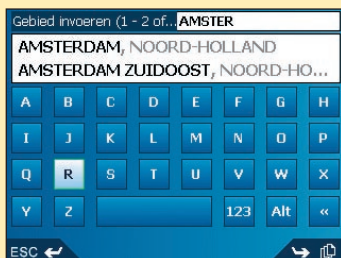 Gebied invoeren (1 - 2 of... AMSTER
AMSTERDAM, NOORD-HOLLAND
AMSTERDAM ZUIDOOST, NOORD-HO...
A B C D E F G H
I J K L M N O P
Q R S T U V W X
Y Z 123 Alt «
ESC